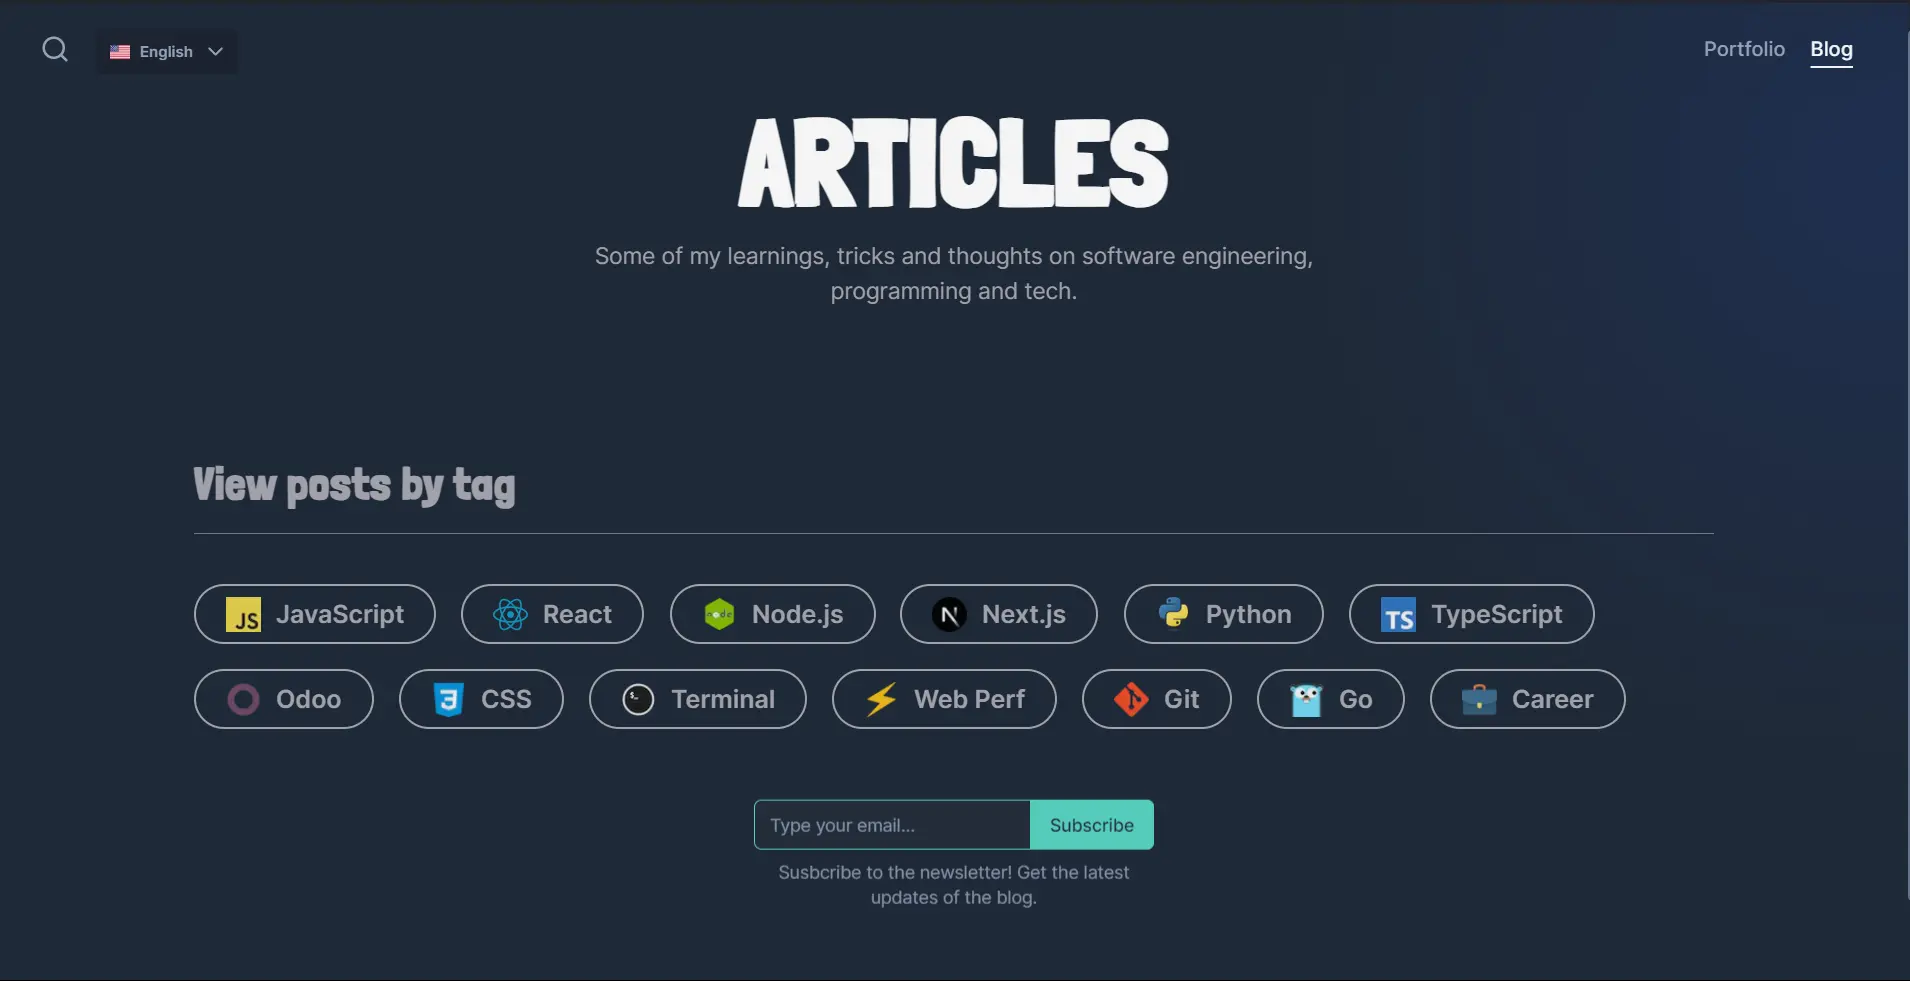 English
Portfolio
Blog
ARTICLES
Some of my learnings, tricks and thoughts on software engineering,
programming and tech.
View posts by tag
JS JavaScript
React
node Node.js
N Next.js
Python
TS TypeScript
Odoo
3 CSS
$_ Terminal
Web Perf
Git
Go
Career
Type your email...
Subscribe
Susbcribe to the newsletter! Get the latest
updates of the blog.